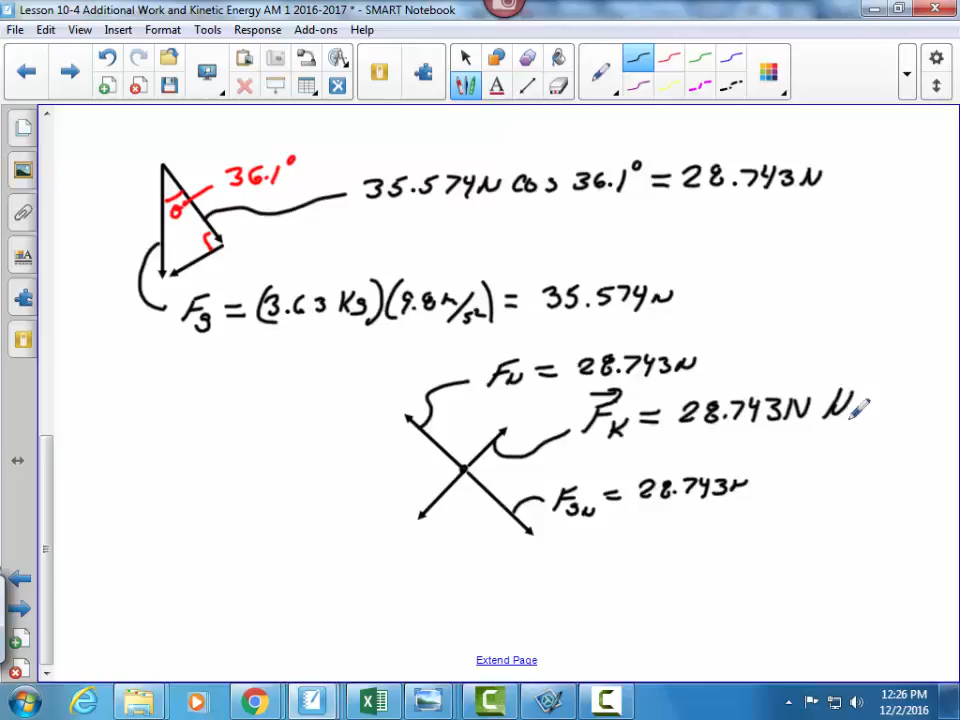 Lesson 10-4 Additional Work and Kinetic Energy AM 1 2016-2017 * - SMART Notebook
File Edit View Insert Format Tools Response Add-ons Help
36.1°
θ
35.574N cos 36.1° = 28.743N
Fg = (3.63 Kg)(9.8 m/s²) = 35.574N
FN = 28.743N
FK = 28.743N N
FgN = 28.743N
Extend Page
12:26 PM
12/2/2016